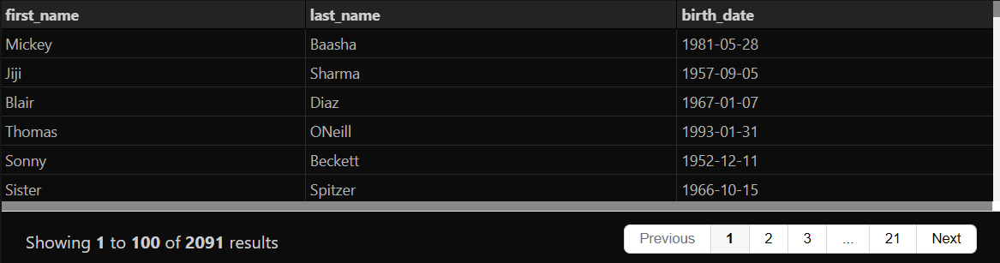 first_name last_name birth_date
Mickey Baasha 1981-05-28
Jiji Sharma 1957-09-05
Blair Diaz 1967-01-07
Thomas ONeill 1993-01-31
Sonny Beckett 1952-12-11
Sister Spitzer 1966-10-15
Showing 1 to 100 of 2091 results Previous 1 2 3 ... 21 Next